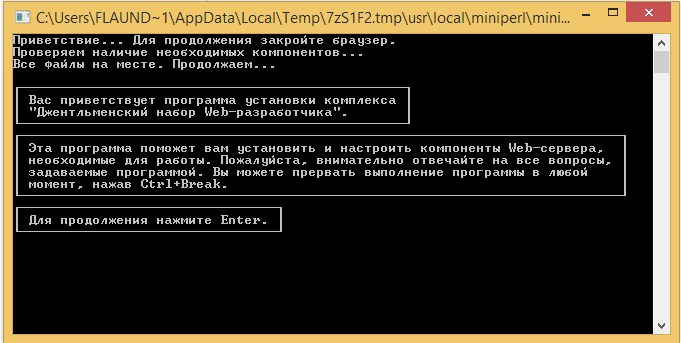 C:\Users\FLAUND~1\AppData\Local\Temp\7zS1F2.tmp\usr\local\miniperl\mini...
Приветствие... Для продолжения закройте браузер.
Проверяем наличие необходимых компонентов...
Все файлы на месте. Продолжаем...
Вас приветствует программа установки комплекса
"Джентльменский набор Web-разработчика".
Эта программа поможет вам установить и настроить компоненты Web-сервера,
необходимые для работы. Пожалуйста, внимательно отвечайте на все вопросы,
задаваемые программой. Вы можете прервать выполнение программы в любой
момент, нажав Ctrl+Break.
Для продолжения нажмите Enter.